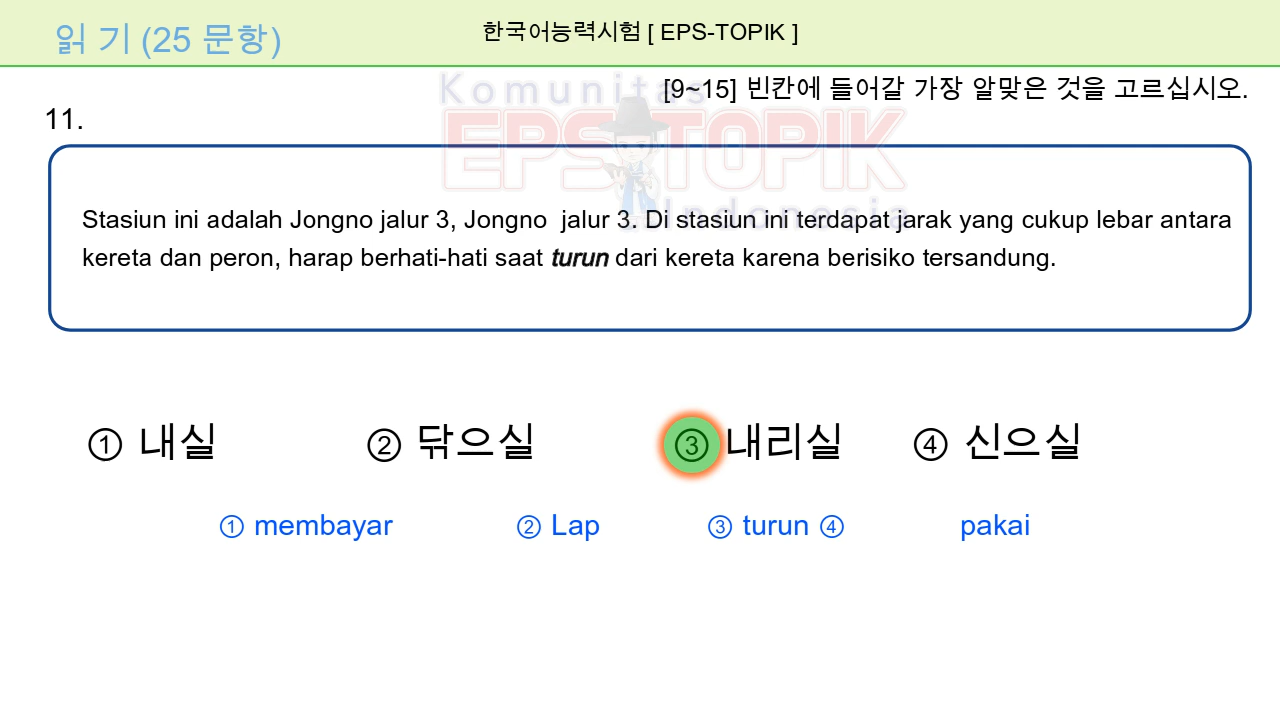 읽 기 (25 문항)
한국어능력시험 [ EPS-TOPIK ]
[9~15] 빈칸에 들어갈 가장 알맞은 것을 고르십시오.
Komunitas
EPS TOPIK
Indonesia
11.
Stasiun ini adalah Jongno jalur 3, Jongno jalur 3. Di stasiun ini terdapat jarak yang cukup lebar antara
kereta dan peron, harap berhati-hati saat turun dari kereta karena berisiko tersandung.
① 내실 ② 닦으실 ③ 내리실 ④ 신으실
① membayar ② Lap ③ turun ④ pakai